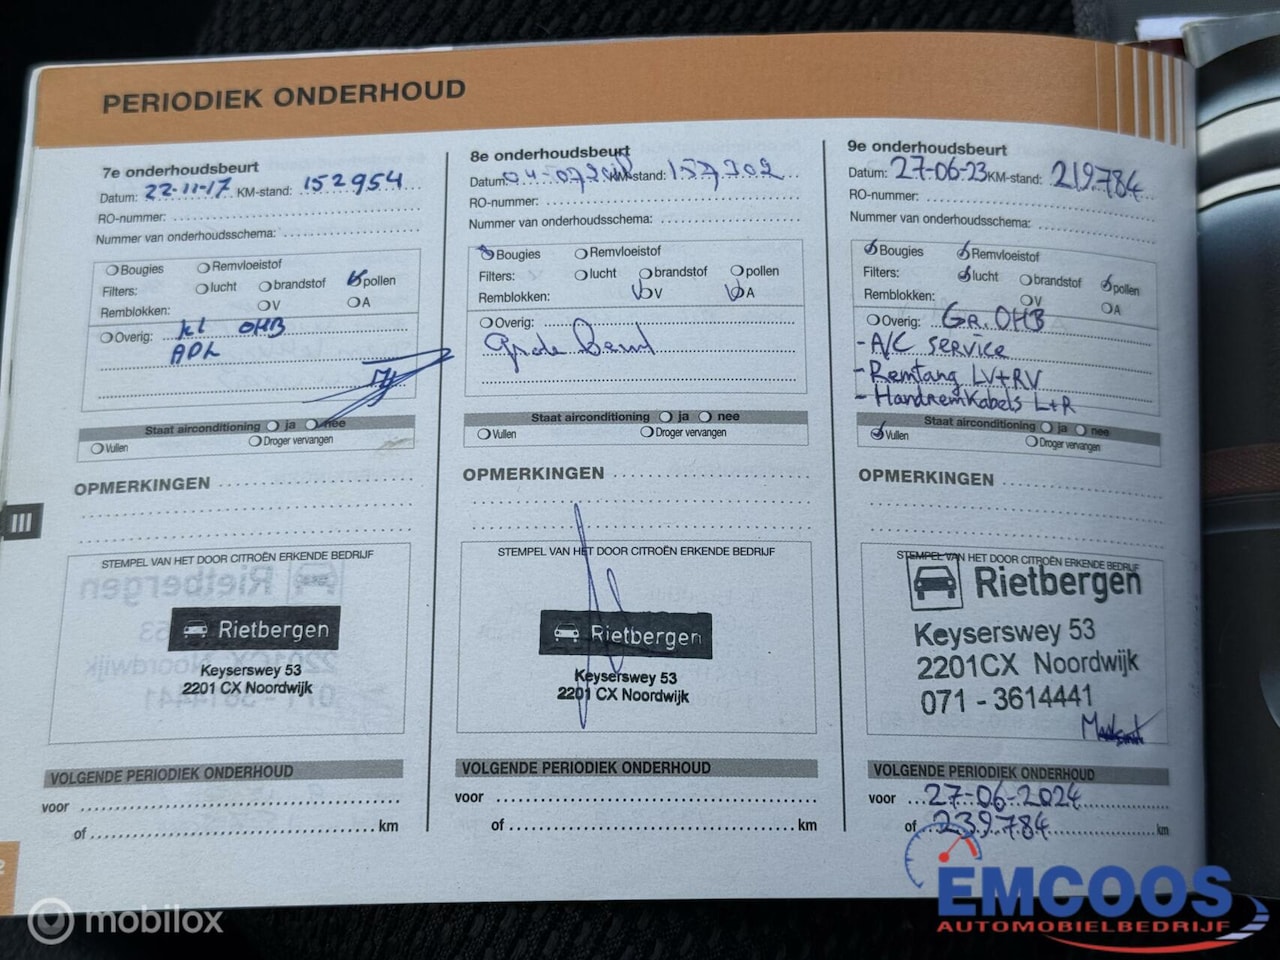 PERIODIEK ONDERHOUD
7e onderhoudsbeurt
Datum: 22-11-17 KM-stand: 152954
RO-nummer:
Nummer van onderhoudsschema:
Bougies Remvloeistof
Filters: lucht brandstof pollen
Remblokken: V A
Overig: kl OHB
ADL
Staat airconditioning ja nee
Vullen Droger vervangen
OPMERKINGEN
STEMPEL VAN HET DOOR CITROËN ERKENDE BEDRIJF
Rietbergen
Keyserswey 53
2201 CX Noordwijk
VOLGENDE PERIODIEK ONDERHOUD
voor
of km
8e onderhoudsbeurt
Datum: KM-stand:
RO-nummer:
Nummer van onderhoudsschema:
Bougies Remvloeistof
Filters: lucht brandstof pollen
Remblokken: V A
Overig:
Grote Beurt
Staat airconditioning ja nee
Vullen Droger vervangen
OPMERKINGEN
STEMPEL VAN HET DOOR CITROËN ERKENDE BEDRIJF
Rietbergen
Keyserswey 53
2201 CX Noordwijk
VOLGENDE PERIODIEK ONDERHOUD
voor
of km
9e onderhoudsbeurt
Datum: 27-06-23 KM-stand: 219.784
RO-nummer:
Nummer van onderhoudsschema:
Bougies Remvloeistof
Filters: lucht brandstof pollen
Remblokken: V A
Overig: GR. OHB
- A/C SERVICE
- Remtang LV+RV
- Handremkabels L+R
Staat airconditioning ja nee
Vullen Droger vervangen
OPMERKINGEN
STEMPEL VAN HET DOOR CITROËN ERKENDE BEDRIJF
Rietbergen
Keyserswey 53
2201CX Noordwijk
071 - 3614441
VOLGENDE PERIODIEK ONDERHOUD
voor 27-06-2024
of 239.784 km
III
2
mobilox
EMCOOS
AUTOMOBIELBEDRIJF